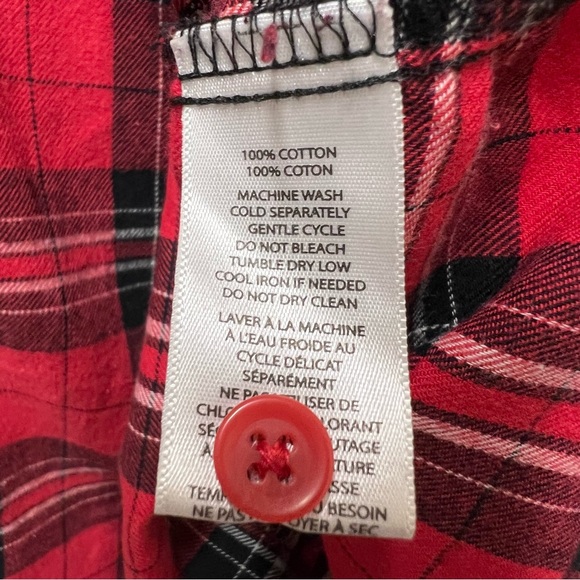 100% COTTON
100% COTON
MACHINE WASH
COLD SEPARATELY
GENTLE CYCLE
DO NOT BLEACH
TUMBLE DRY LOW
COOL IRON IF NEEDED
DO NOT DRY CLEAN
LAVER À LA MACHINE
À L'EAU FROIDE AU
CYCLE DÉLICAT
SÉPARÉMENT
NE PAS DE
À
BESOIN
NE PAS À SEC